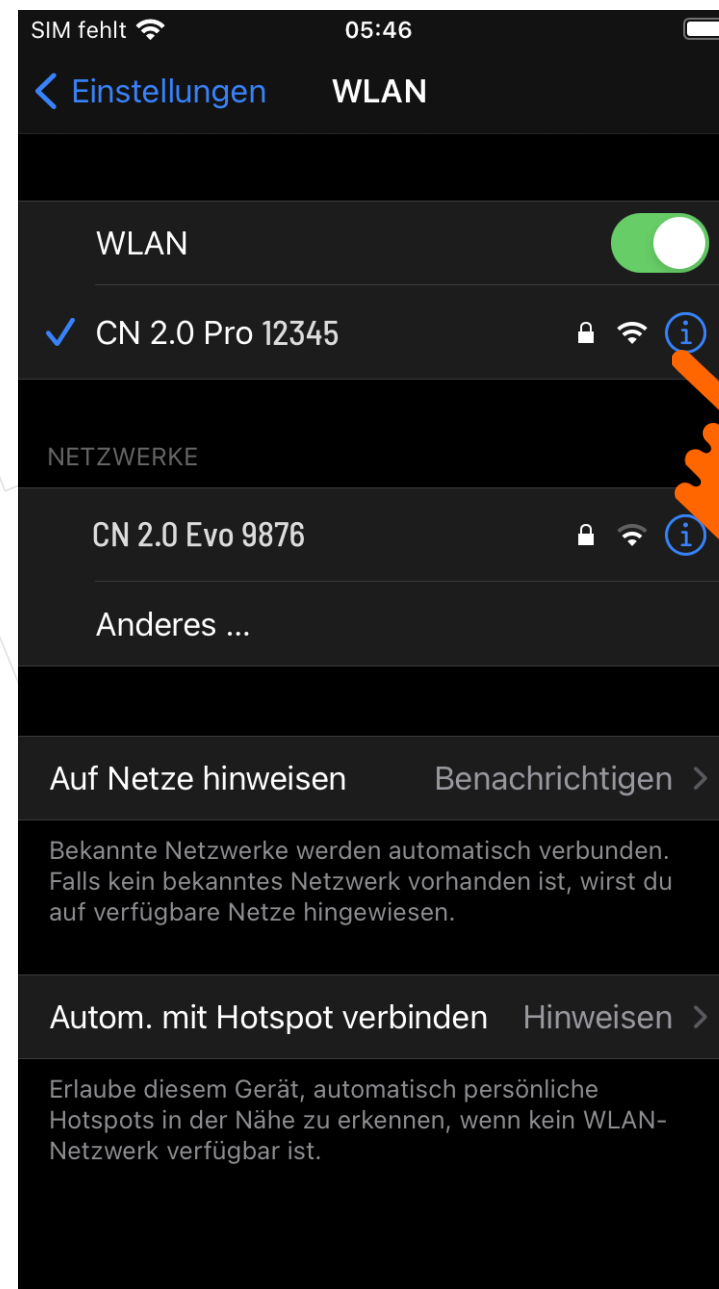 SIM fehlt 05:46
Einstellungen WLAN
WLAN
CN 2.0 Pro 12345
NETZWERKE
CN 2.0 Evo 9876
Anderes ...
Auf Netze hinweisen Benachrichtigen
Bekannte Netzwerke werden automatisch verbunden.
Falls kein bekanntes Netzwerk vorhanden ist, wirst du
auf verfügbare Netze hingewiesen.
Autom. mit Hotspot verbinden Hinweisen
Erlaube diesem Gerät, automatisch persönliche
Hotspots in der Nähe zu erkennen, wenn kein WLAN-
Netzwerk verfügbar ist.